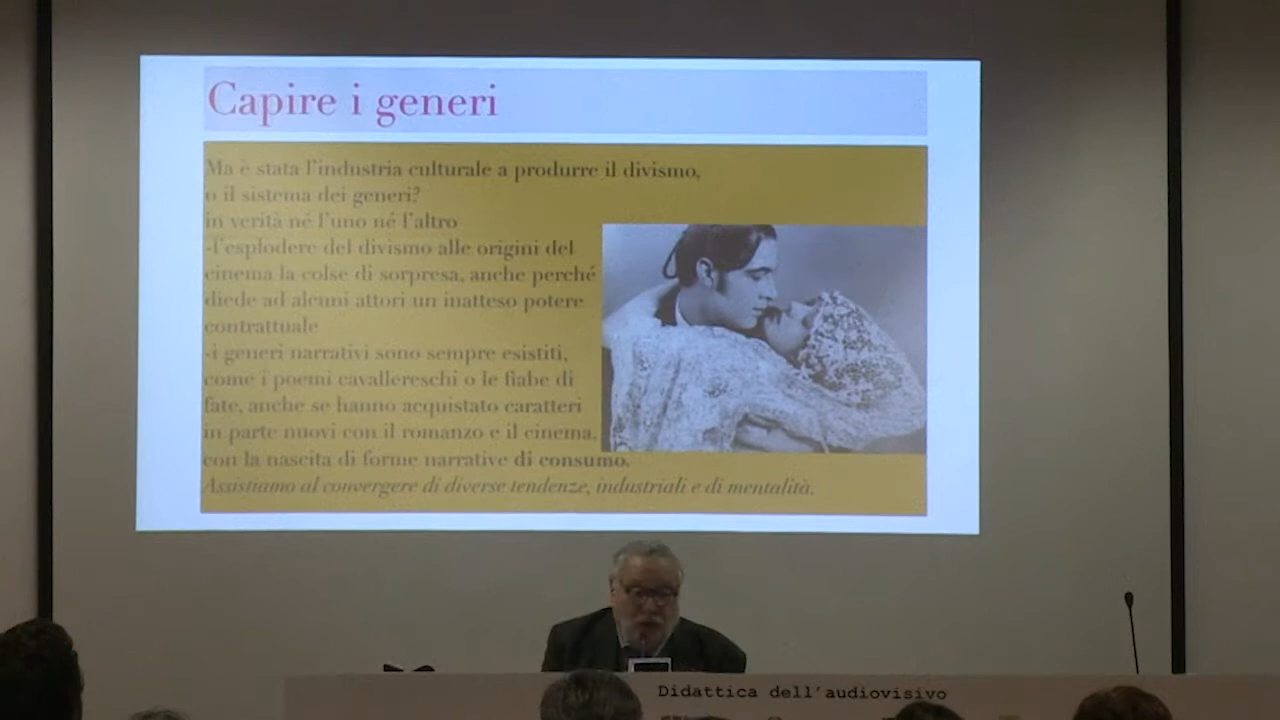 Capire i generi
Ma è stata l'industria culturale a produrre il divismo,
o il sistema dei generi?
in verità né l'uno né l'altro
-l'esplodere del divismo alle origini del
cinema la colse di sorpresa, anche perché
diede ad alcuni attori un inatteso potere
contrattuale
-i generi narrativi sono sempre esistiti,
come i poemi cavallereschi o le fiabe di
fate, anche se hanno acquistato caratteri
in parte nuovi con il romanzo e il cinema,
con la nascita di forme narrative di consumo.
Assistiamo al convergere di diverse tendenze, industriali e di mentalità.
Didattica dell'audiovisivo